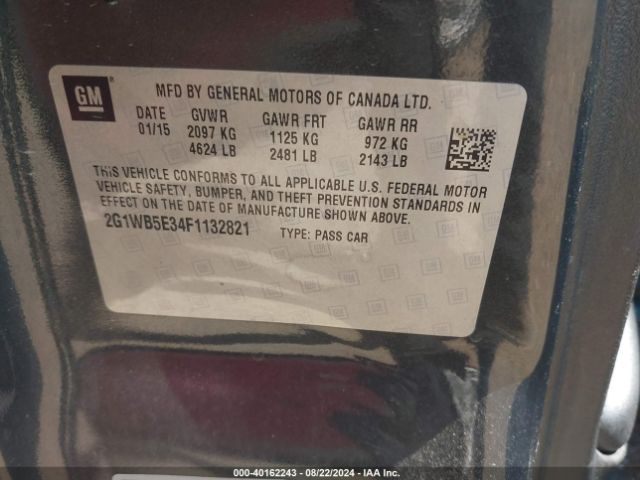 GM
MFD BY GENERAL MOTORS OF CANADA LTD.
DATE GVWR GAWR FRT GAWR RR
01/15 2097 KG 1125 KG 972 KG
4624 LB 2481 LB 2143 LB
THIS VEHICLE CONFORMS TO ALL APPLICABLE U.S. FEDERAL MOTOR
VEHICLE SAFETY, BUMPER, AND THEFT PREVENTION STANDARDS IN
EFFECT ON THE DATE OF MANUFACTURE SHOWN ABOVE.
2G1WB5E34F1132821 TYPE: PASS CAR
000-40162243 - 08/22/2024 - IAA Inc.